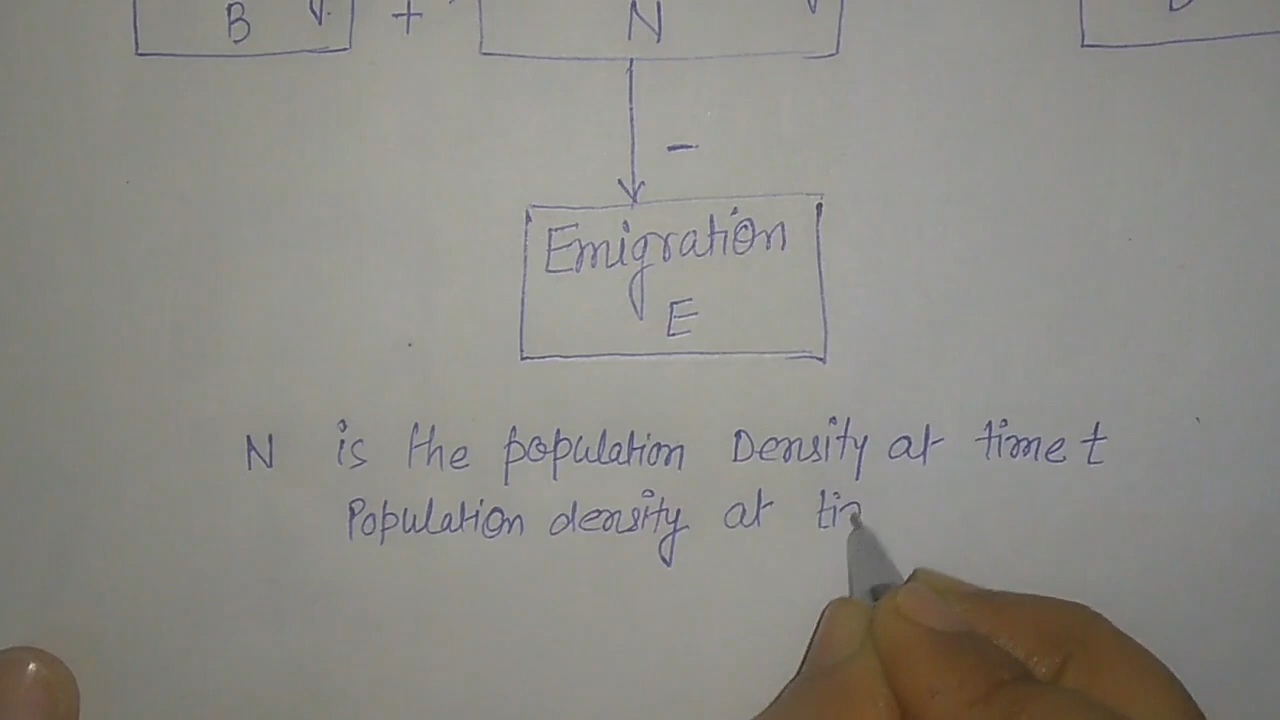 B + N
-
Emigration
E
N is the population Density at time t
Population density at